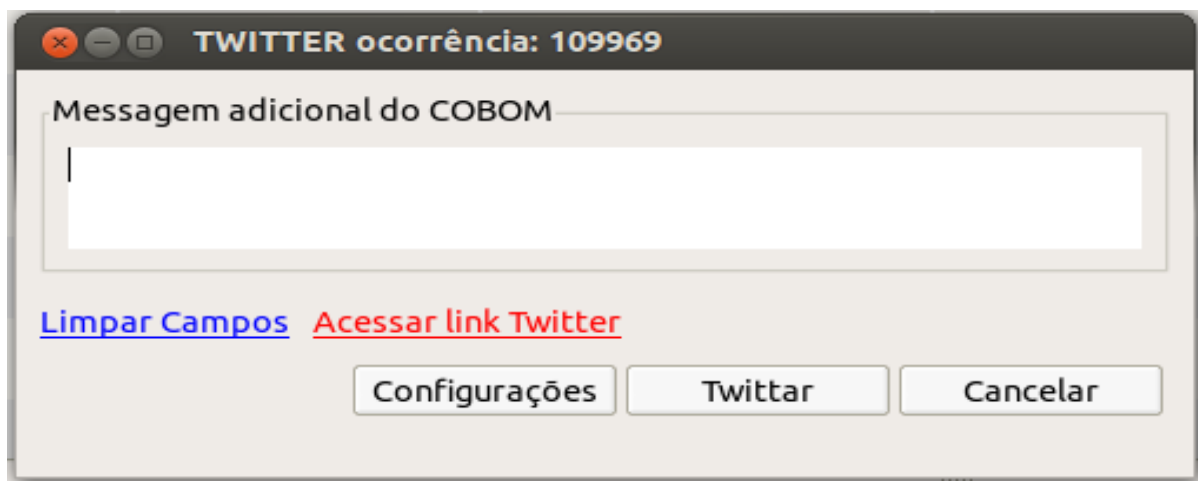 TWITTER ocorrência: 109969
Messagem adicional do COBOM
Limpar Campos Acessar link Twitter
Configurações Twittar Cancelar